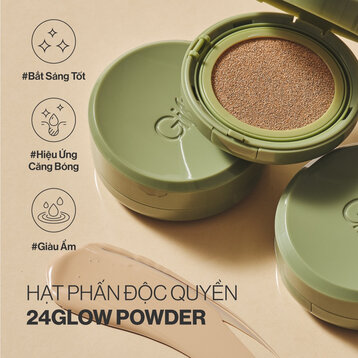 #Bắt Sáng Tốt
#Hiệu Ứng
Căng Bóng
#Giàu Ẩm
HẠT PHẤN ĐỘC QUYỀN
24GLOW POWDER